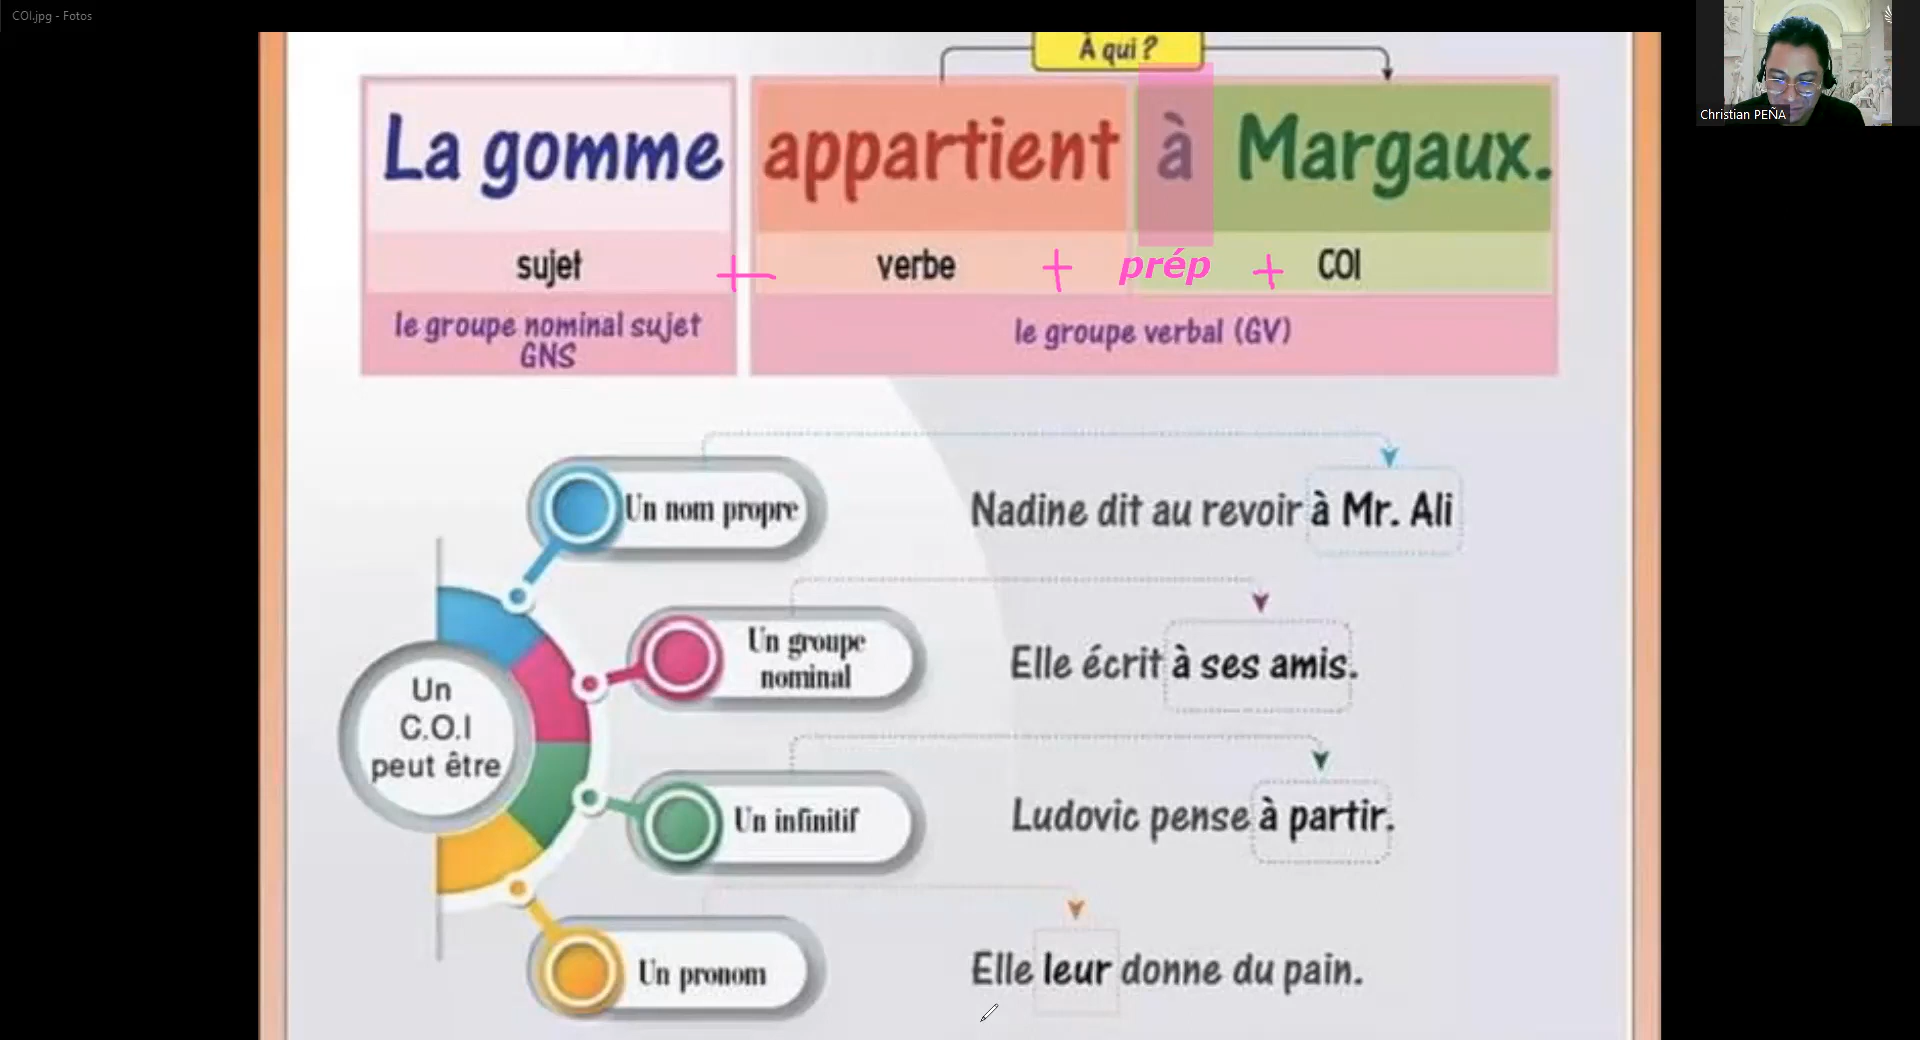 COI.jpg - Fotos
À qui ?
La gomme appartient à Margaux.
sujet + verbe + prép + COI
le groupe nominal sujet
GNS
le groupe verbal (GV)
Christian PEÑA
Un nom propre
Nadine dit au revoir à Mr. Ali
Un groupe
nominal
Elle écrit à ses amis.
Un
C.O.I
peut être
Un infinitif
Ludovic pense à partir.
Un pronom
Elle leur donne du pain.